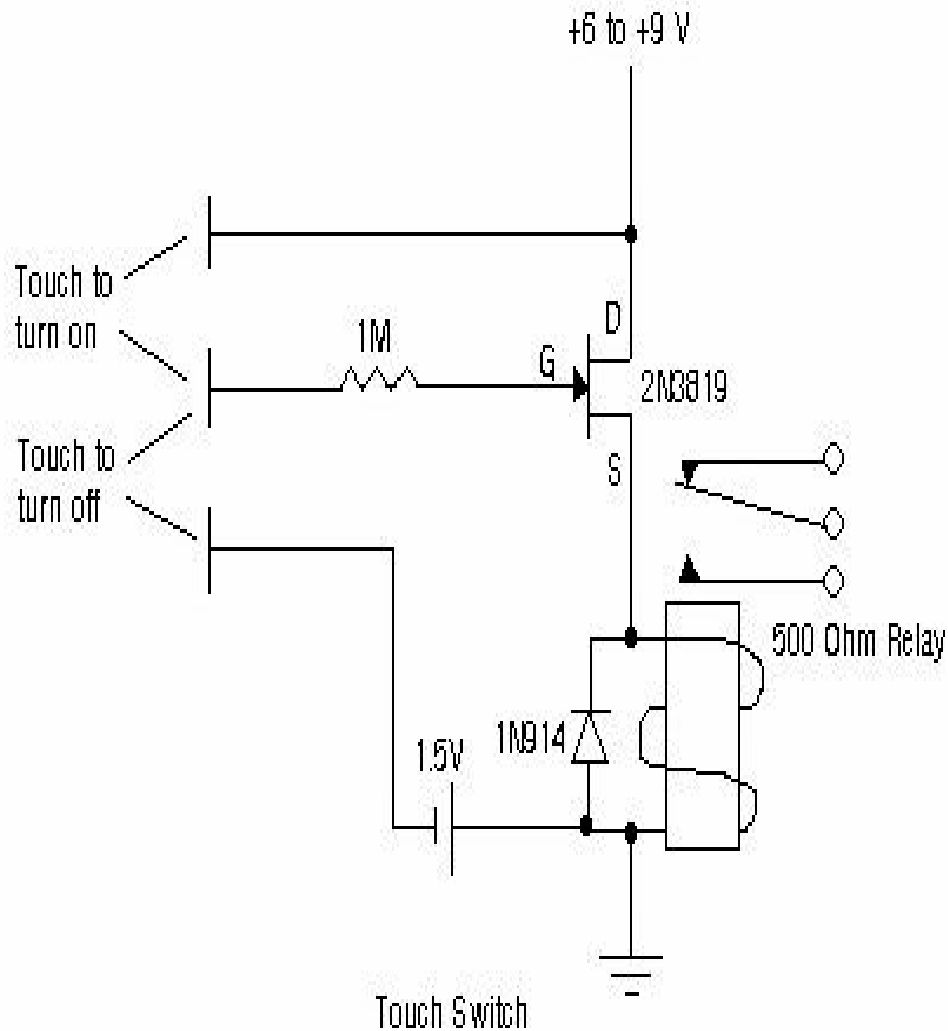 +6 to +9 V
Touch to
turn on
1M
D
G
2N3819
Touch to
turn off
S
500 Ohm Relay
1N914
1.5V
Touch Switch